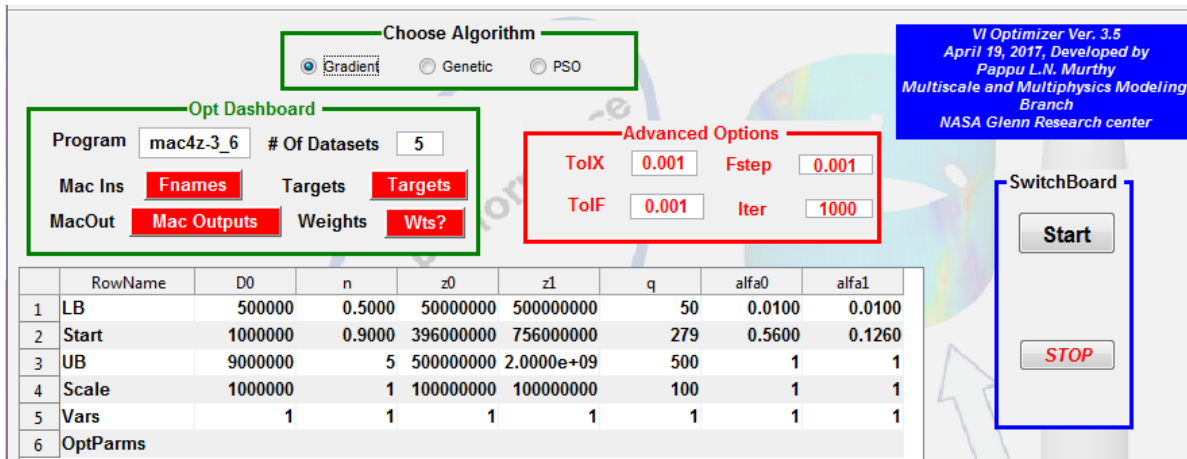 Choose Algorithm
Gradient Genetic PSO
VI Optimizer Ver. 3.5
April 19, 2017, Developed by
Pappu L.N. Murthy
Multiscale and Multiphysics Modeling
Branch
NASA Glenn Research center
Opt Dashboard
Program mac4z-3_6 # Of Datasets 5
Mac Ins Fnames Targets Targets
MacOut Mac Outputs Weights Wts?
Advanced Options
TolX 0.001 Fstep 0.001
TolF 0.001 Iter 1000
SwitchBoard
Start
STOP
RowName D0 n z0 z1 q alfa0 alfa1
1 LB 500000 0.5000 50000000 500000000 50 0.0100 0.0100
2 Start 1000000 0.9000 396000000 756000000 279 0.5600 0.1260
3 UB 9000000 5 500000000 2.0000e+09 500 1 1
4 Scale 1000000 1 100000000 100000000 100 1 1
5 Vars 1 1 1 1 1 1 1
6 OptParms